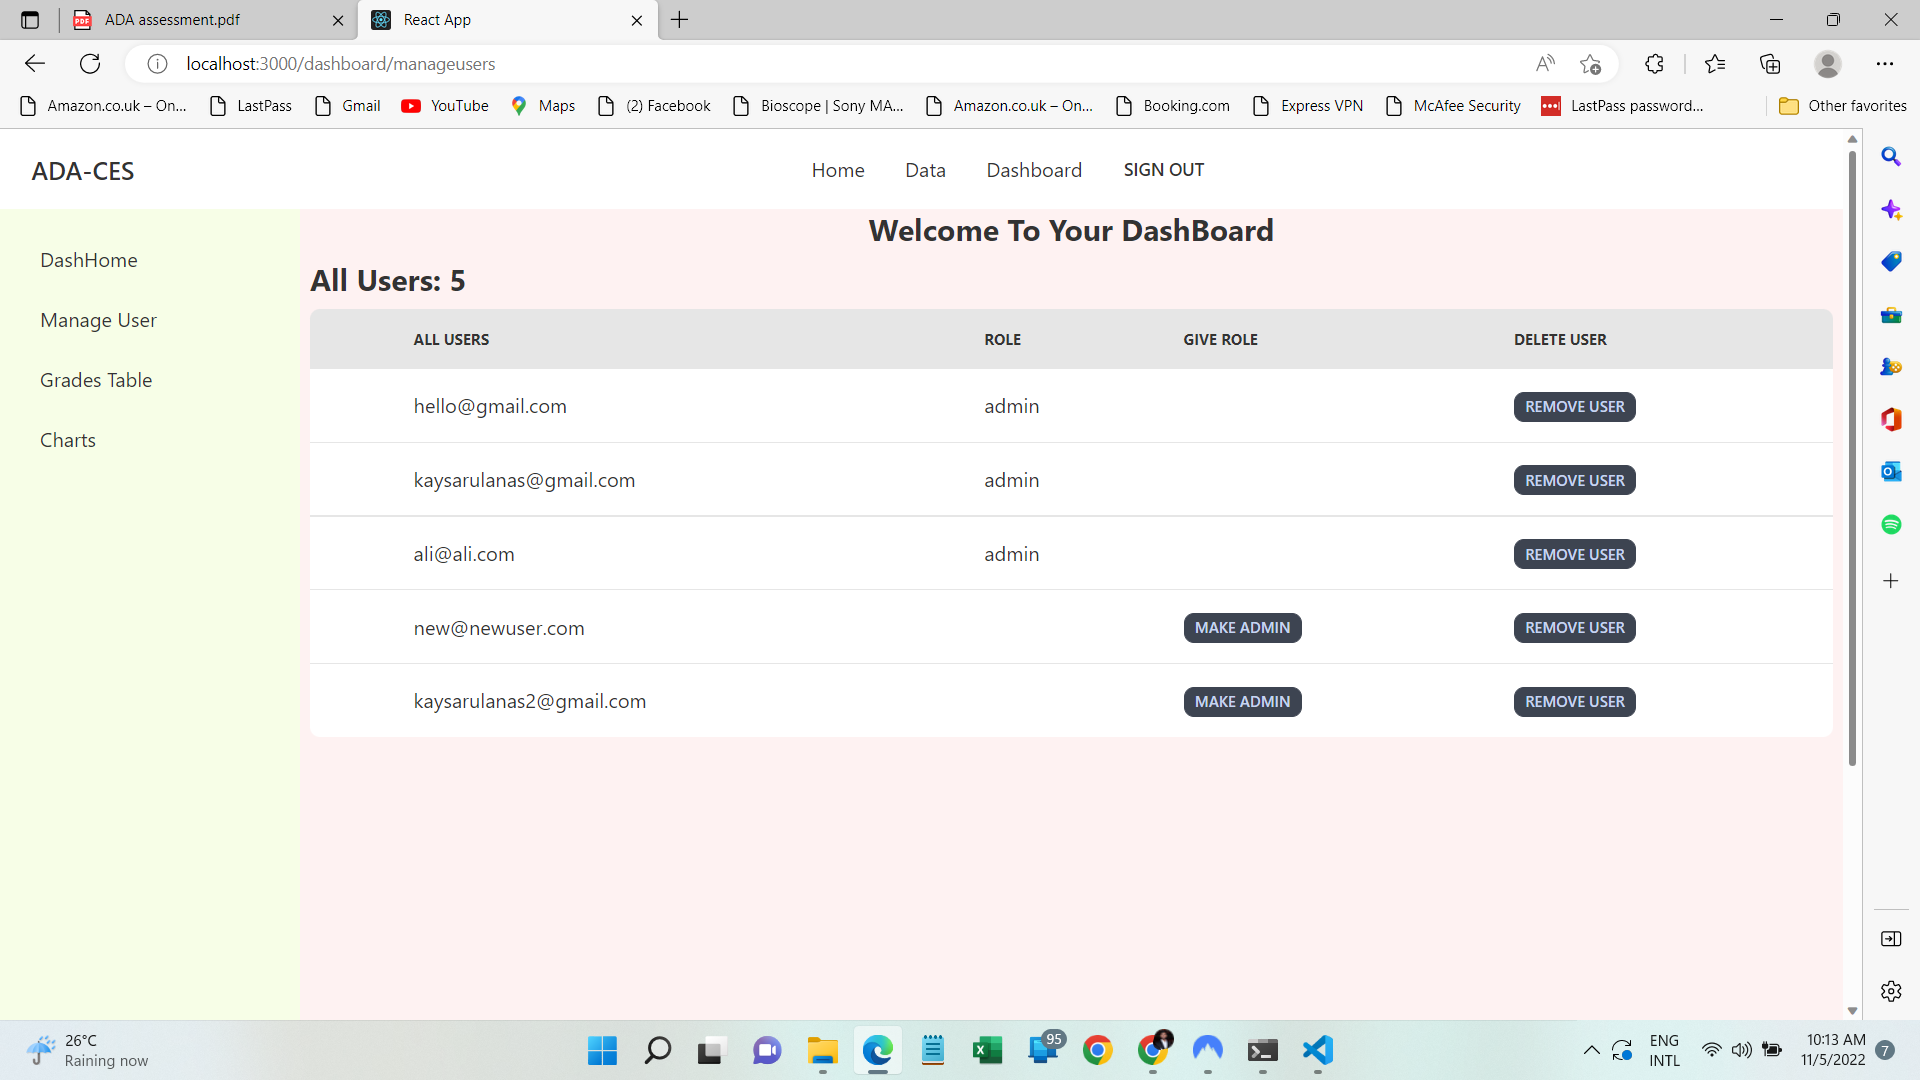 ADA assessment.pdf
React App
localhost:3000/dashboard/manageusers
Amazon.co.uk – On...
LastPass
Gmail
YouTube
Maps
(2) Facebook
Bioscope | Sony MA...
Amazon.co.uk – On...
Booking.com
Express VPN
McAfee Security
LastPass password...
Other favorites
ADA-CES
Home
Data
Dashboard
SIGN OUT
DashHome
Manage User
Grades Table
Charts
Welcome To Your DashBoard
All Users: 5
ALL USERS ROLE GIVE ROLE DELETE USER
hello@gmail.com admin REMOVE USER
kaysarulanas@gmail.com admin REMOVE USER
ali@ali.com admin REMOVE USER
new@newuser.com MAKE ADMIN REMOVE USER
kaysarulanas2@gmail.com MAKE ADMIN REMOVE USER
26°C
Raining now
95
ENG
INTL
10:13 AM
11/5/2022
7